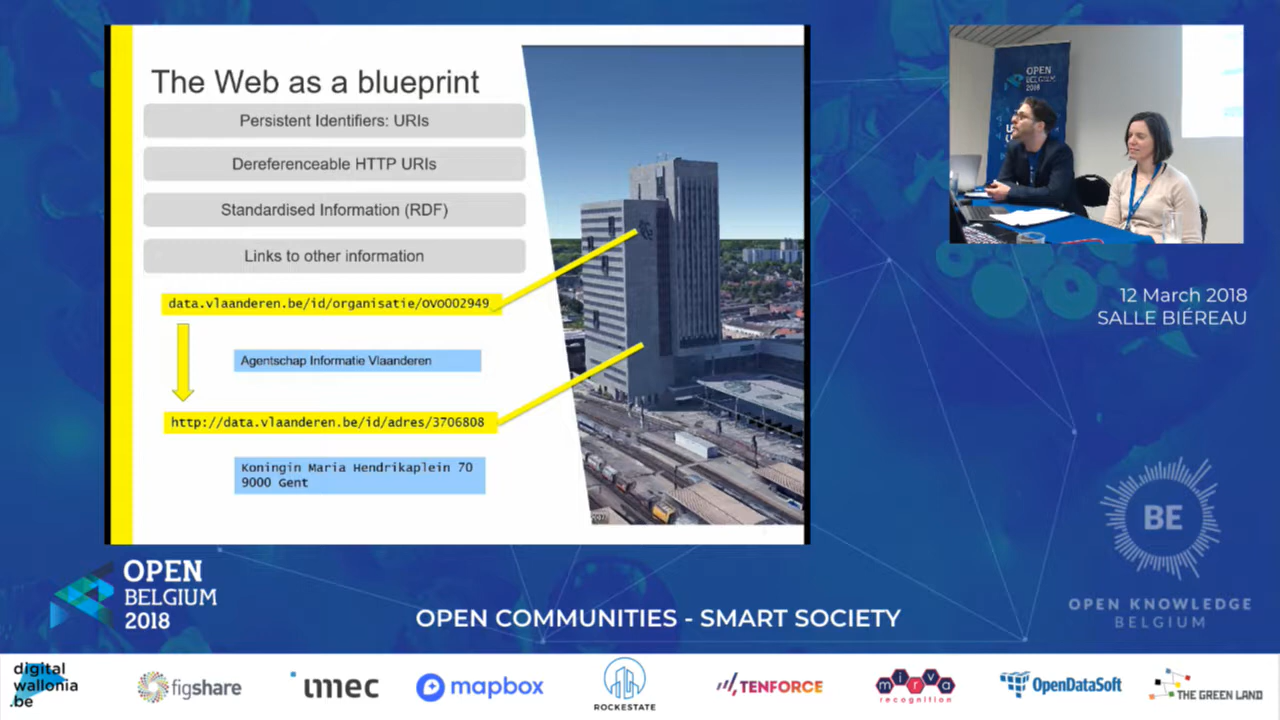 The Web as a blueprint
Persistent Identifiers: URIs
Dereferenceable HTTP URIs
Standardised Information (RDF)
Links to other information
data.vlaanderen.be/id/organisatie/OVO002949
Agentschap Informatie Vlaanderen
http://data.vlaanderen.be/id/adres/3706808
Koningin Maria Hendrikaplein 70
9000 Gent
OPEN
BELGIUM
2018
12 March 2018
SALLE BIÉREAU
BE
OPEN KNOWLEDGE
BELGIUM
OPEN
BELGIUM
2018
OPEN COMMUNITIES - SMART SOCIETY
digital
wallonia
.be
figshare
imec
mapbox
ROCKESTATE
TENFORCE
mirva
recognition
OpenDataSoft
THE GREEN LAND